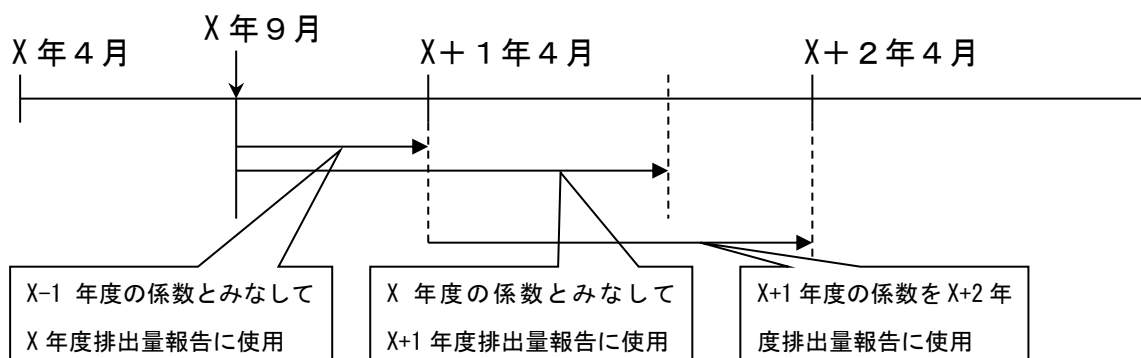 X年4月
X年９月
X＋１年4月
X＋２年4月
X-1 年度の係数とみなして
X 年度排出量報告に使用
X 年度の係数とみなして
X+1 年度排出量報告に使用
X+1 年度の係数を X+2 年
度排出量報告に使用